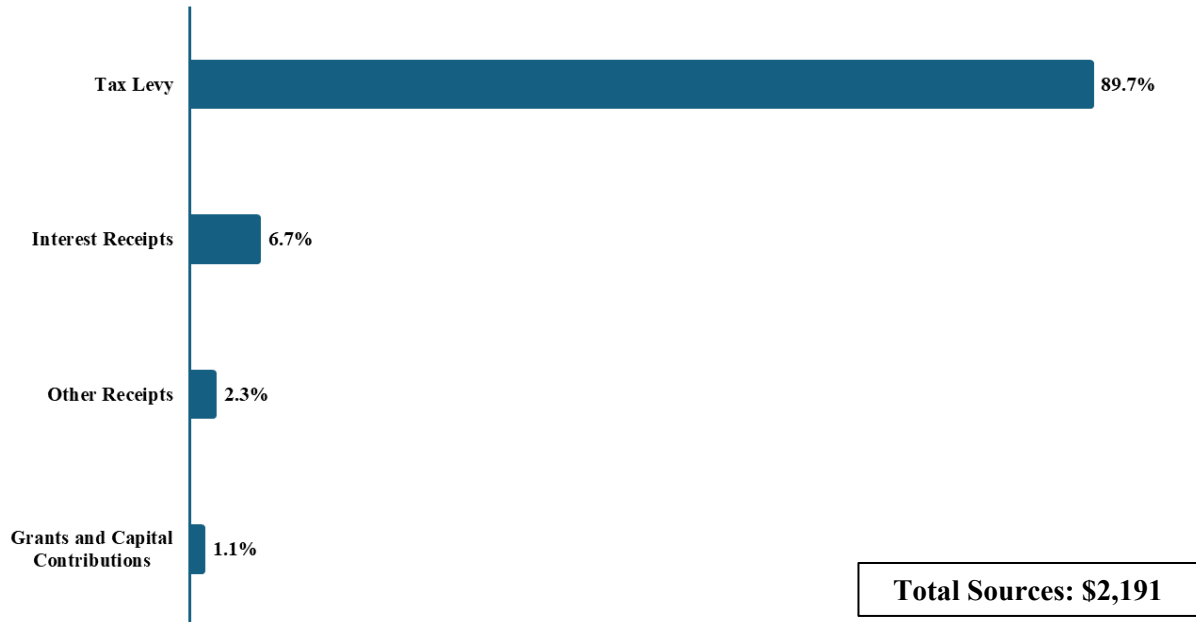 Tax Levy
89.7%
Interest Receipts
6.7%
Other Receipts
2.3%
Grants and Capital
Contributions
1.1%
Total Sources: $2,191